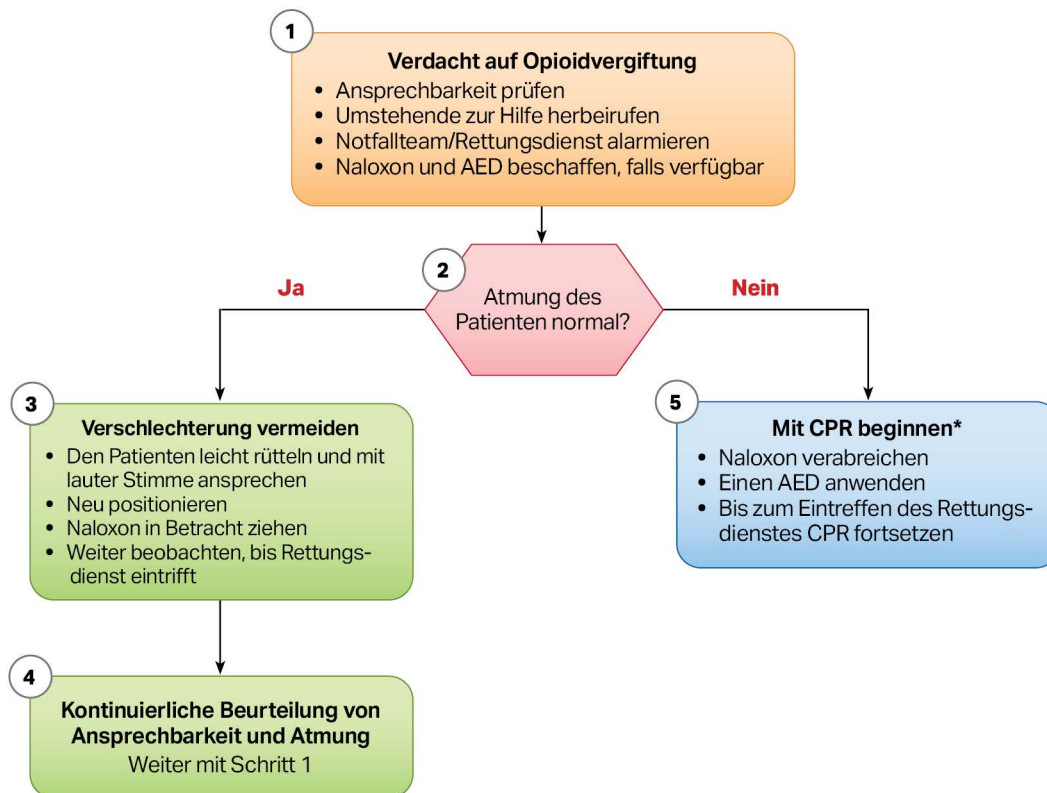 1
Verdacht auf Opioidvergiftung
• Ansprechbarkeit prüfen
• Umstehende zur Hilfe herbeirufen
• Notfallteam/Rettungsdienst alarmieren
• Naloxon und AED beschaffen, falls verfügbar
2
Atmung des
Patienten normal?
Ja
Nein
3
Verschlechterung vermeiden
• Den Patienten leicht rütteln und mit
lauter Stimme ansprechen
• Neu positionieren
• Naloxon in Betracht ziehen
• Weiter beobachten, bis Rettungs-
dienst eintrifft
4
Kontinuierliche Beurteilung von
Ansprechbarkeit und Atmung
Weiter mit Schritt 1
5
Mit CPR beginnen*
• Naloxon verabreichen
• Einen AED anwenden
• Bis zum Eintreffen des Rettungs-
dienstes CPR fortsetzen